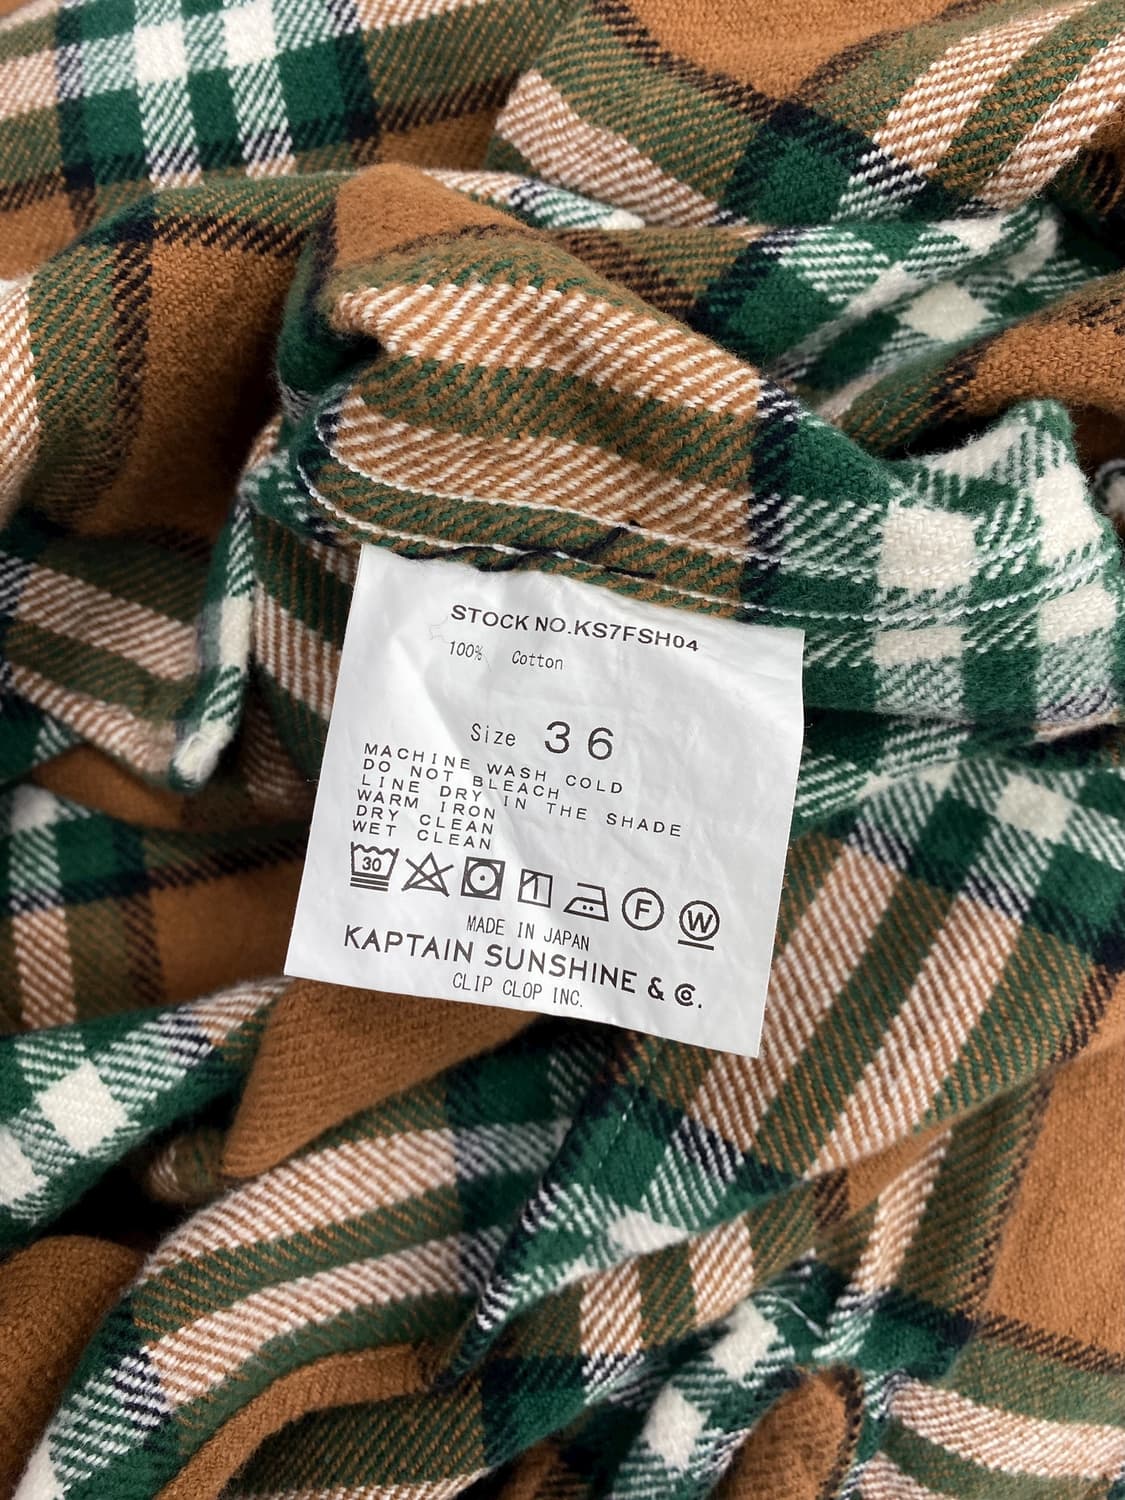 STOCK NO.KS7FSH04
100% Cotton
Size 36
MACHINE WASH COLD
DO NOT BLEACH
LINE DRY IN THE SHADE
WARM IRON
DRY CLEAN
WET CLEAN
30 F W
MADE IN JAPAN
KAPTAIN SUNSHINE & Co.
CLIP CLOP INC.